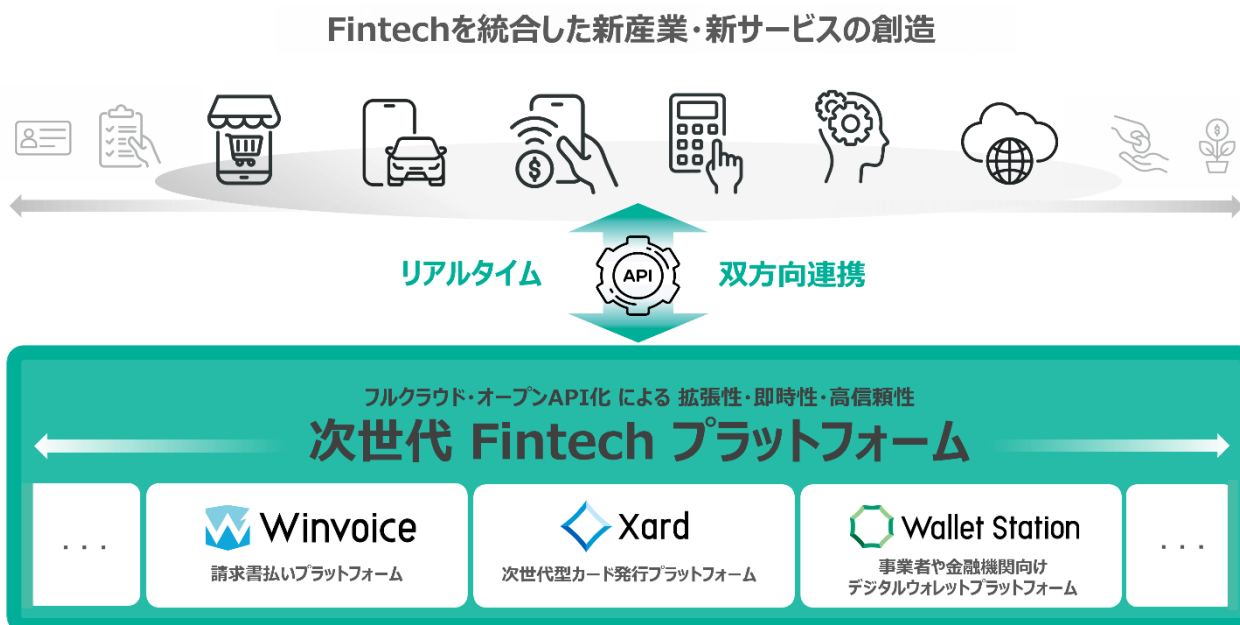 Fintechを統合した新産業・新サービスの創造
リアルタイム
API
双方向連携
フルクラウド・オープンAPI化 による 拡張性・即時性・高信頼性
次世代 Fintech プラットフォーム
...
Winvoice
請求書払いプラットフォーム
Xard
次世代型カード発行プラットフォーム
Wallet Station
事業者や金融機関向け
デジタルウォレットプラットフォーム
...